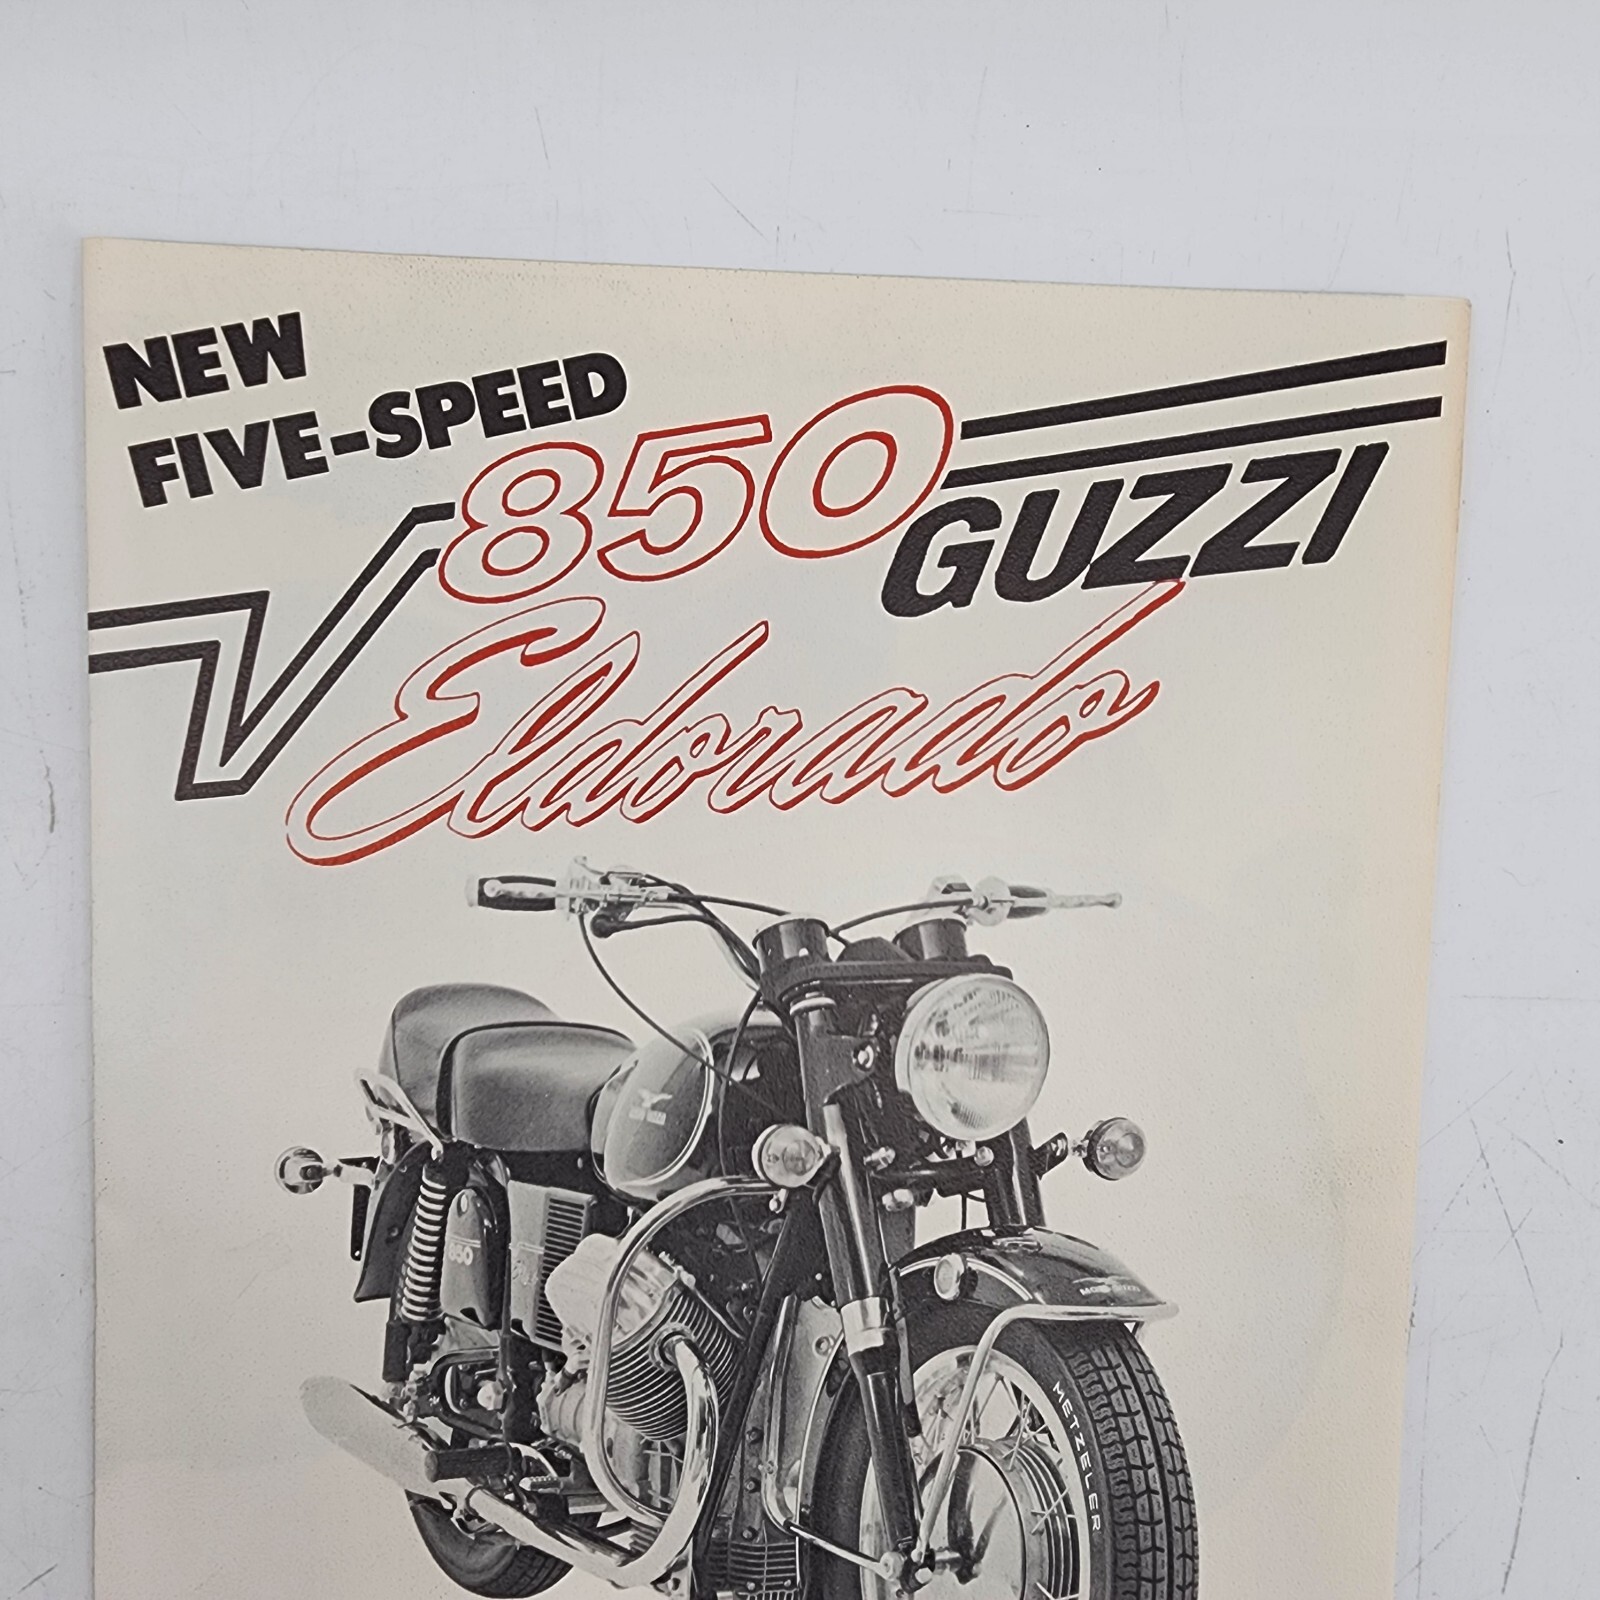 NEW
FIVE-SPEED
V850 GUZZI
Eldorado
850
METZELER